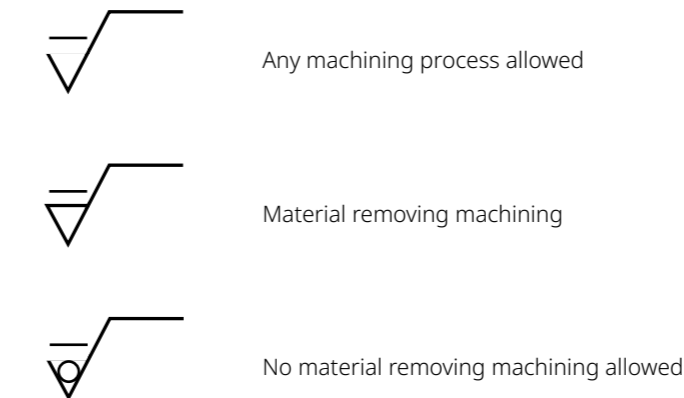 Any machining process allowed
Material removing machining
No material removing machining allowed